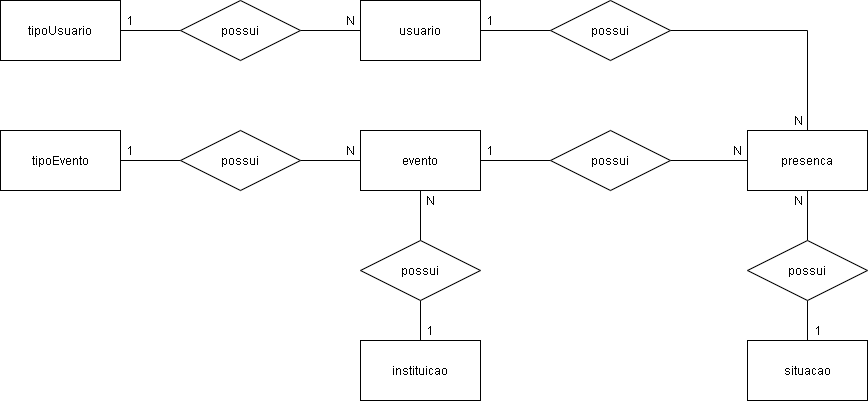 tipoUsuario 1 possui N usuario 1 possui
N
tipoEvento 1 possui N evento 1 possui N presenca
N N
possui possui
1 1
instituicao situacao